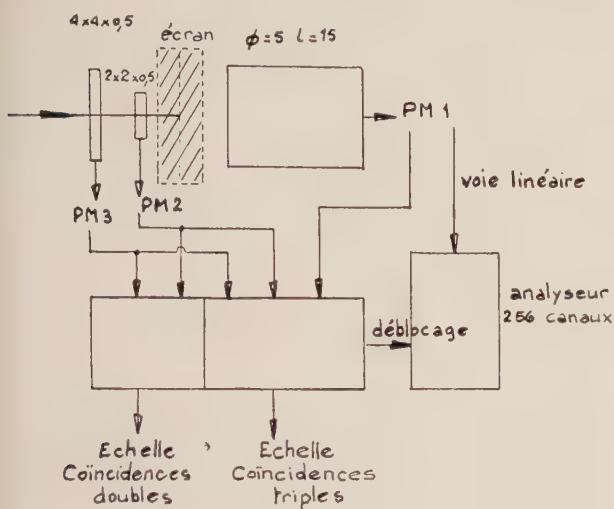 4x4x0,5
2x2x0,5
écran
ϕ=5 l=15
PM 1
voie linéaire
PM3
PM2
déblocage
analyseur
256 canaux
Echelle
Coïncidences
doubles
Echelle
Coïncidences
triples